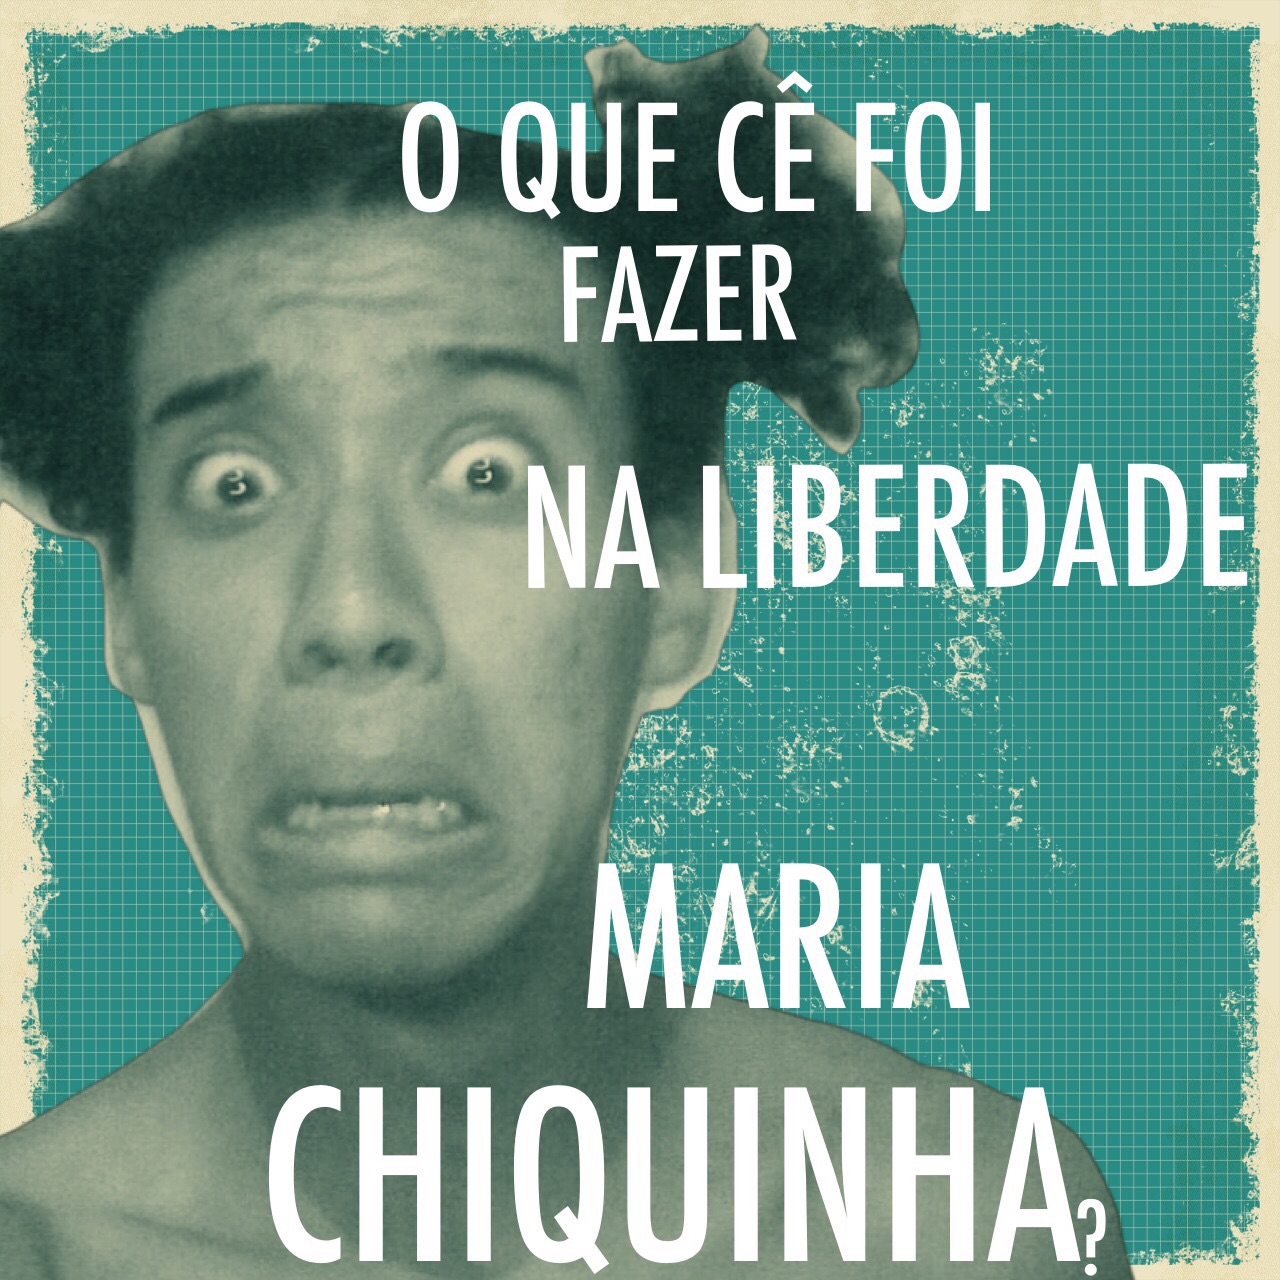 O QUE CÊ FOI
FAZER
NA LIBERDADE
MARIA
CHIQUINHA?